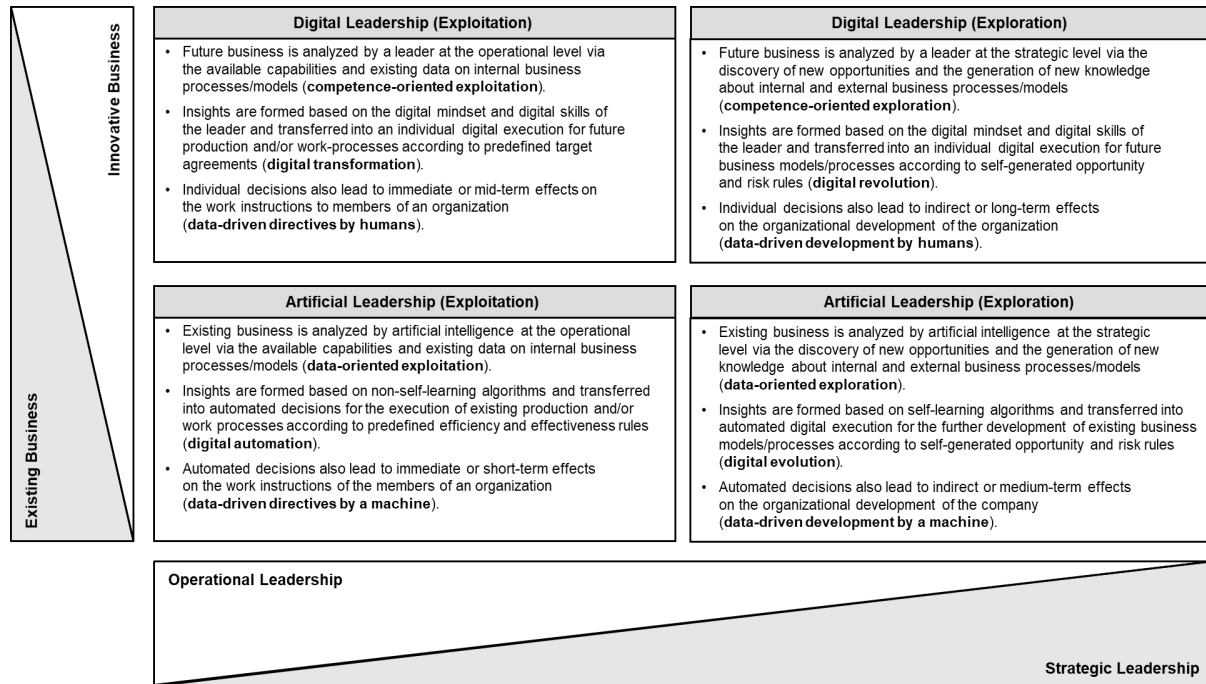 Innovative Business
Existing Business
Digital Leadership (Exploitation)
• Future business is analyzed by a leader at the operational level via
the available capabilities and existing data on internal business
processes/models (competence-oriented exploitation).
• Insights are formed based on the digital mindset and digital skills
of the leader and transferred into an individual digital execution for future
production and/or work-processes according to predefined target
agreements (digital transformation).
• Individual decisions also lead to immediate or mid-term effects on
the work instructions to members of an organization
(data-driven directives by humans).
Digital Leadership (Exploration)
• Future business is analyzed by a leader at the strategic level via the
discovery of new opportunities and the generation of new knowledge
about internal and external business processes/models
(competence-oriented exploration).
• Insights are formed based on the digital mindset and digital skills of
the leader and transferred into an individual digital execution for future
business models/processes according to self-generated opportunity
and risk rules (digital revolution).
• Individual decisions also lead to indirect or long-term effects
on the organizational development of the organization
(data-driven development by humans).
Artificial Leadership (Exploitation)
• Existing business is analyzed by artificial intelligence at the operational
level via the available capabilities and existing data on internal business
processes/models (data-oriented exploitation).
• Insights are formed based on non-self-learning algorithms and transferred
into automated decisions for the execution of existing production and/or
work processes according to predefined efficiency and effectiveness rules
(digital automation).
• Automated decisions also lead to immediate or short-term effects
on the work instructions of the members of an organization
(data-driven directives by a machine).
Artificial Leadership (Exploration)
• Existing business is analyzed by artificial intelligence at the strategic
level via the discovery of new opportunities and the generation of new
knowledge about internal and external business processes/models
(data-oriented exploration).
• Insights are formed based on self-learning algorithms and transferred into
automated digital execution for the further development of existing business
models/processes according to self-generated opportunity and risk rules
(digital evolution).
• Automated decisions also lead to indirect or medium-term effects
on the organizational development of the company
(data-driven development by a machine).
Operational Leadership
Strategic Leadership